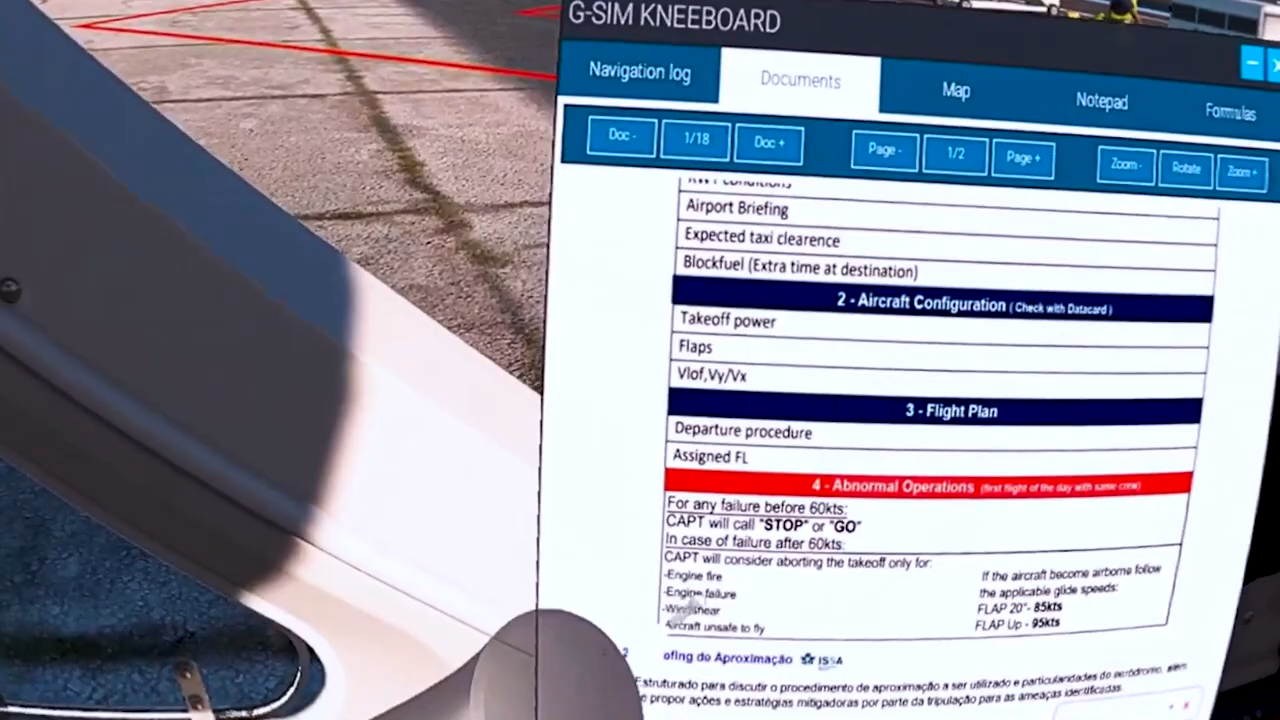 G-SIM KNEEBOARD
Navigation log
Documents
Map
Notepad
Formulas
Doc -
1/18
Doc +
Page -
1/2
Page +
Zoom -
Rotate
Zoom +
RWY conditions
Airport Briefing
Expected taxi clearence
Blockfuel (Extra time at destination)
2 - Aircraft Configuration ( Check with Datacard )
Takeoff power
Flaps
Vlof,Vy/Vx
3 - Flight Plan
Departure procedure
Assigned FL
4 - Abnormal Operations (first flight of the day with same crew)
For any failure before 60kts:
CAPT will call "STOP" or "GO"
In case of failure after 60kts:
CAPT will consider aborting the takeoff only for:
-Engine fire
-Engine failure
-Windshear
Aircraft unsafe to fly
If the aircraft become airborne follow
the applicable glide speeds:
FLAP 20°- 85kts
FLAP Up - 95kts
2
ofing de Aproximação ISSA
Estruturado para discutir o procedimento de aproximação a ser utilizado e particularidades do aeródromo, além
propor ações e estratégias mitigadoras por parte da tripulação para as ameaças identificadas.